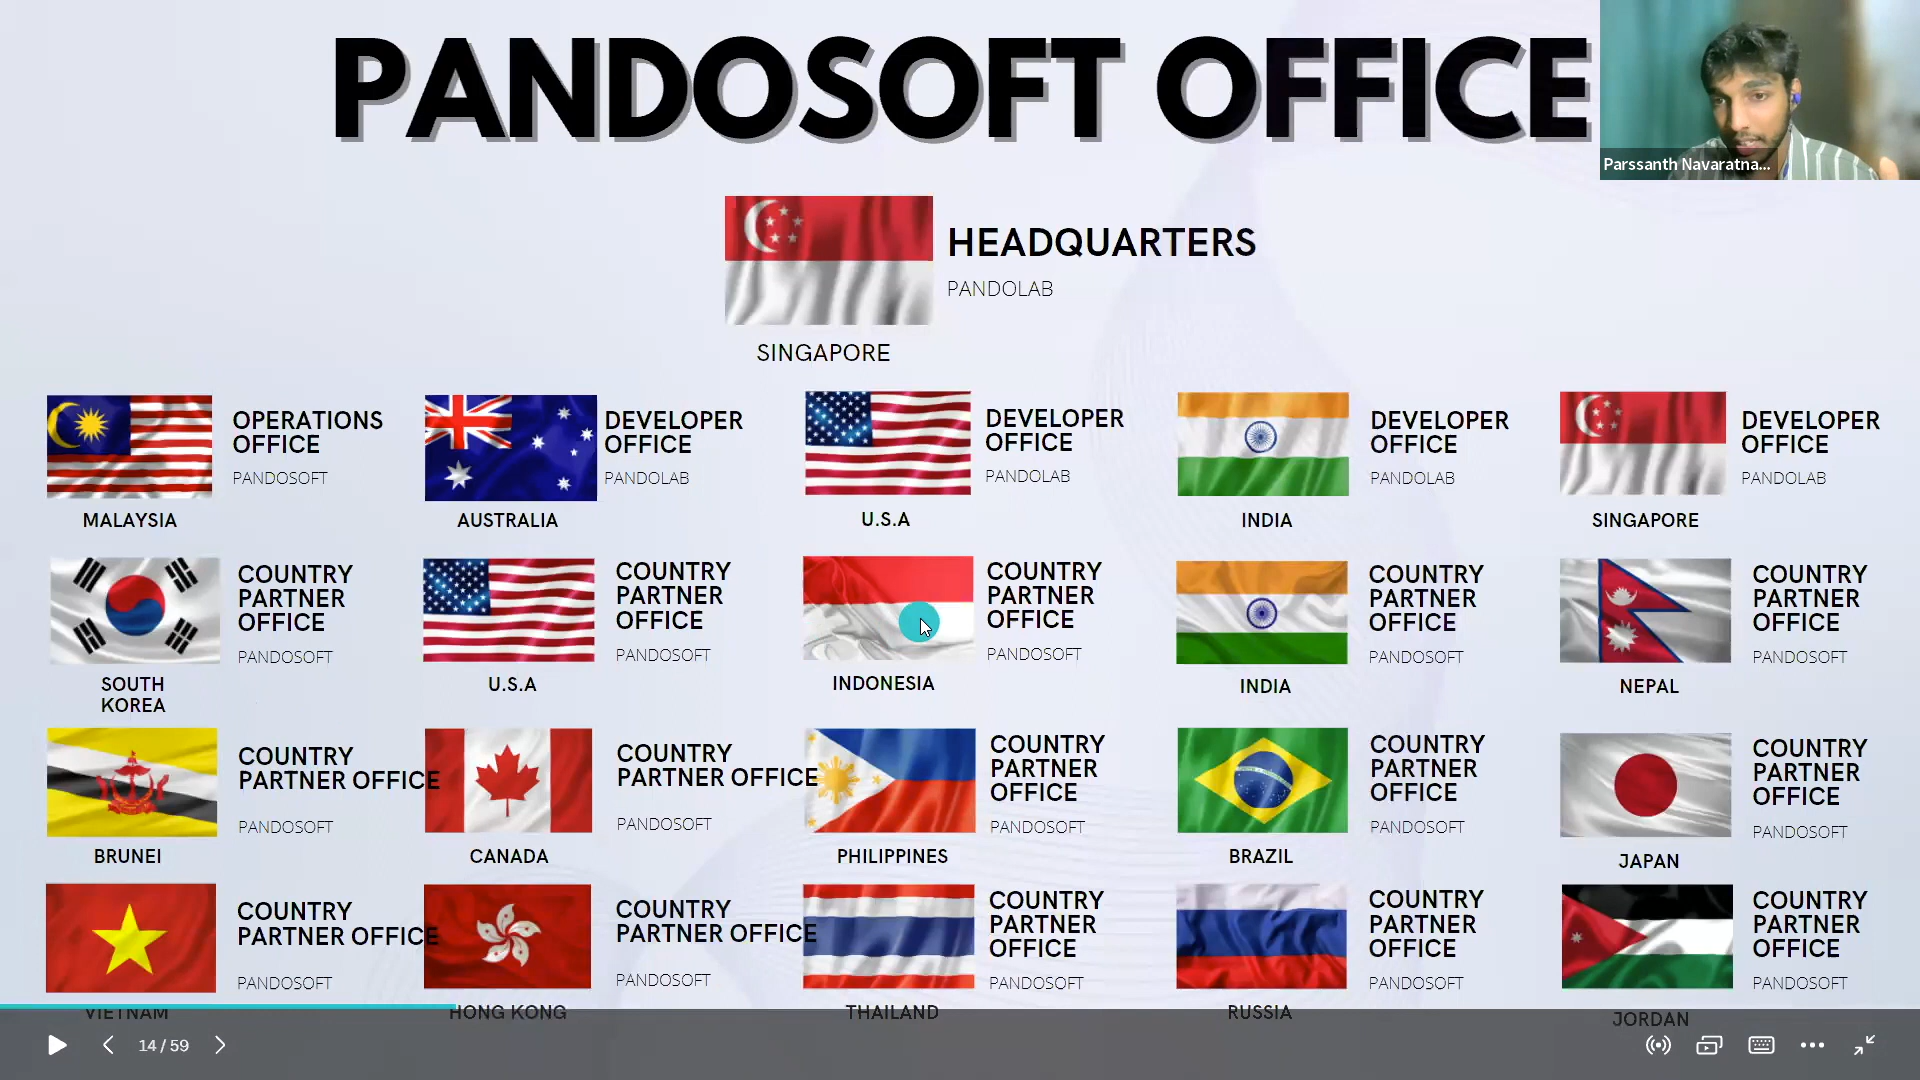 PANDOSOFT OFFICE
Parssanth Navaratna...
HEADQUARTERS
PANDOLAB
SINGAPORE
OPERATIONS
OFFICE
PANDOSOFT
MALAYSIA
DEVELOPER
OFFICE
PANDOLAB
AUSTRALIA
DEVELOPER
OFFICE
PANDOLAB
U.S.A
DEVELOPER
OFFICE
PANDOLAB
INDIA
DEVELOPER
OFFICE
PANDOLAB
SINGAPORE
COUNTRY
PARTNER
OFFICE
PANDOSOFT
SOUTH
KOREA
COUNTRY
PARTNER
OFFICE
PANDOSOFT
U.S.A
COUNTRY
PARTNER
OFFICE
PANDOSOFT
INDONESIA
COUNTRY
PARTNER
OFFICE
PANDOSOFT
INDIA
COUNTRY
PARTNER
OFFICE
PANDOSOFT
NEPAL
COUNTRY
PARTNER OFFICE
PANDOSOFT
BRUNEI
COUNTRY
PARTNER OFFICE
PANDOSOFT
CANADA
COUNTRY
PARTNER
OFFICE
PANDOSOFT
PHILIPPINES
COUNTRY
PARTNER
OFFICE
PANDOSOFT
BRAZIL
COUNTRY
PARTNER
OFFICE
PANDOSOFT
JAPAN
COUNTRY
PARTNER OFFICE
PANDOSOFT
VIETNAM
COUNTRY
PARTNER OFFICE
PANDOSOFT
HONG KONG
COUNTRY
PARTNER
OFFICE
PANDOSOFT
THAILAND
COUNTRY
PARTNER
OFFICE
PANDOSOFT
RUSSIA
COUNTRY
PARTNER
OFFICE
PANDOSOFT
JORDAN
14 / 59